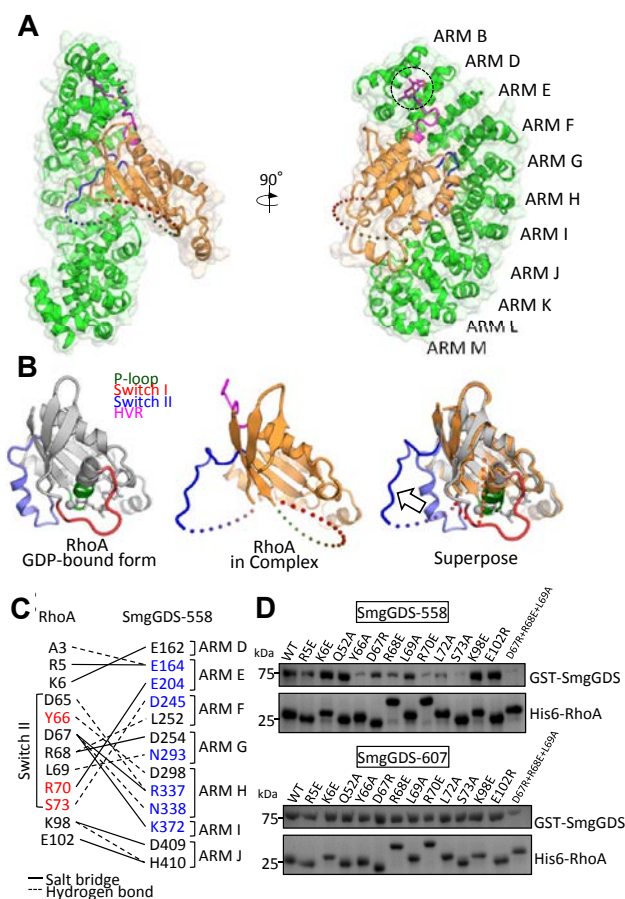 A
ARM B
ARM D
ARM E
ARM F
ARM G
ARM H
ARM I
ARM J
ARM K
ARM L
ARM M
90°
B
P-loop
Switch I
Switch II
HVR
RhoA
GDP-bound form
RhoA
in Complex
Superpose
C
RhoA SmgGDS-558
A3
R5
K6
D65
Y66
D67
R68
L69
R70
S73
K98
E102
Switch II
E162
E164
E204
D245
L252
D254
N293
D298
R337
N338
K372
D409
H410
ARM D
ARM E
ARM F
ARM G
ARM H
ARM I
ARM J
Salt bridge
Hydrogen bond
D
SmgGDS-558
kDa WT R5E K6E Q52A Y66A D67R R68E L69A R70E L72A S73A K98E E102R D67R+R68E+L69A
75 GST-SmgGDS
25 His6-RhoA
SmgGDS-607
kDa WT R5E K6E Q52A Y66A D67R R68E L69A R70E L72A S73A K98E E102R D67R+R68E+L69A
75 GST-SmgGDS
25 His6-RhoA